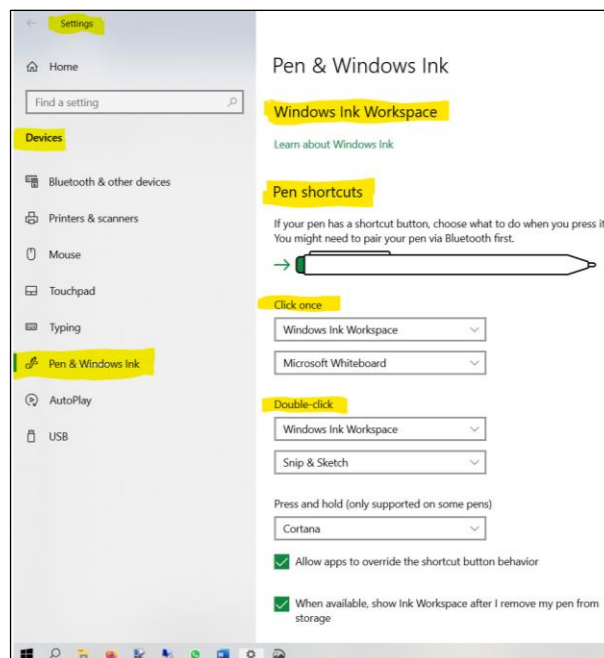 Settings
Home
Find a setting
Devices
Bluetooth & other devices
Printers & scanners
Mouse
Touchpad
Typing
Pen & Windows Ink
AutoPlay
USB
Pen & Windows Ink
Windows Ink Workspace
Learn about Windows Ink
Pen shortcuts
If your pen has a shortcut button, choose what to do when you press it
You might need to pair your pen via Bluetooth first.
Click once
Windows Ink Workspace
Microsoft Whiteboard
Double-click
Windows Ink Workspace
Snip & Sketch
Press and hold (only supported on some pens)
Cortana
Allow apps to override the shortcut button behavior
When available, show Ink Workspace after I remove my pen from
storage